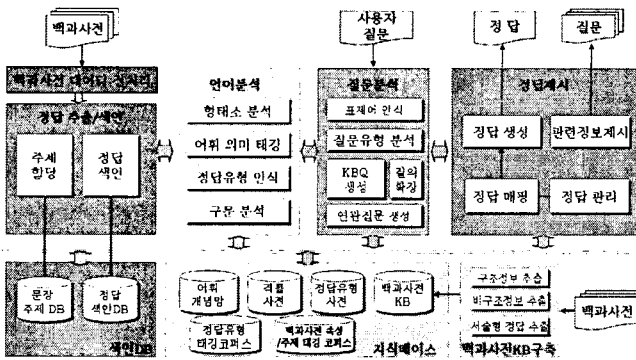 백과사전
사용자
질문
정답
질문
백과사전 데이터 전처리
언어분석
질문분석
정답제시
정답 추출/색인
형태소 분석
표제어 인식
주제
할당
정답
색인
어휘 의미 태깅
질문유형 분석
정답 생성
관련정보제시
정답유형 인식
KBQ
생성
질의
확장
구문 분석
연관질문 생성
정답 매핑
정답 관리
문장
주제 DB
정답
색인DB
색인DB
어휘
개념망
격틀
사전
정답유형
사전
백과사전
KB
정답유형
태깅코퍼스
백과사전 속성
/주제 태깅 코퍼스
지식베이스
구조정보 추출
비구조정보 추출
서술형 정답 추출
백과사전
백과사전KB구축